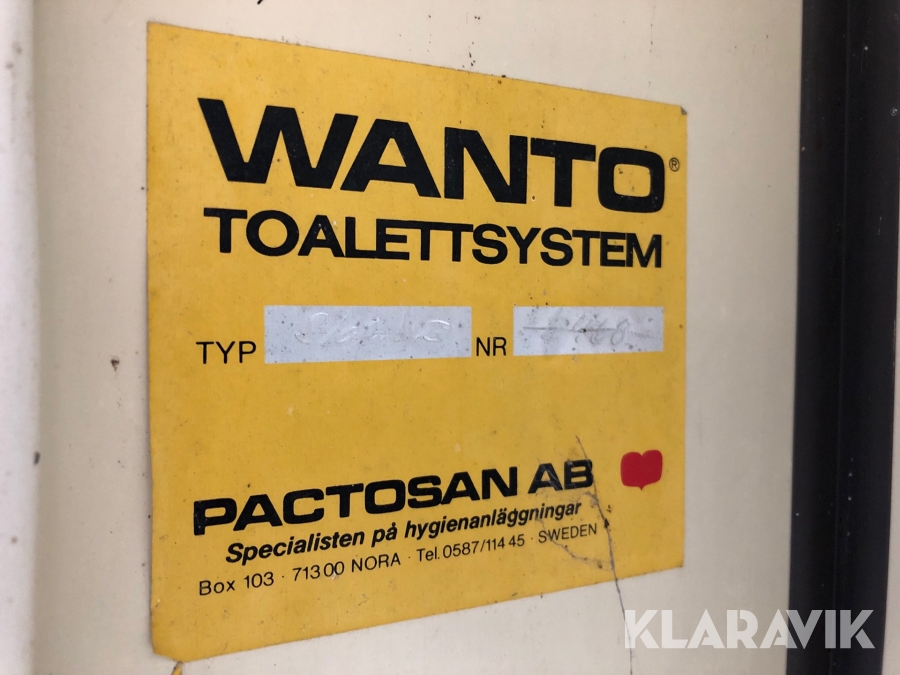 WANTO®
TOALETTSYSTEM
TYP NR
PACTOSAN AB
Specialisten på hygienanläggningar
Box 103 · 713 00 NORA · Tel. 0587/114 45 · SWEDEN
KLARAVIK